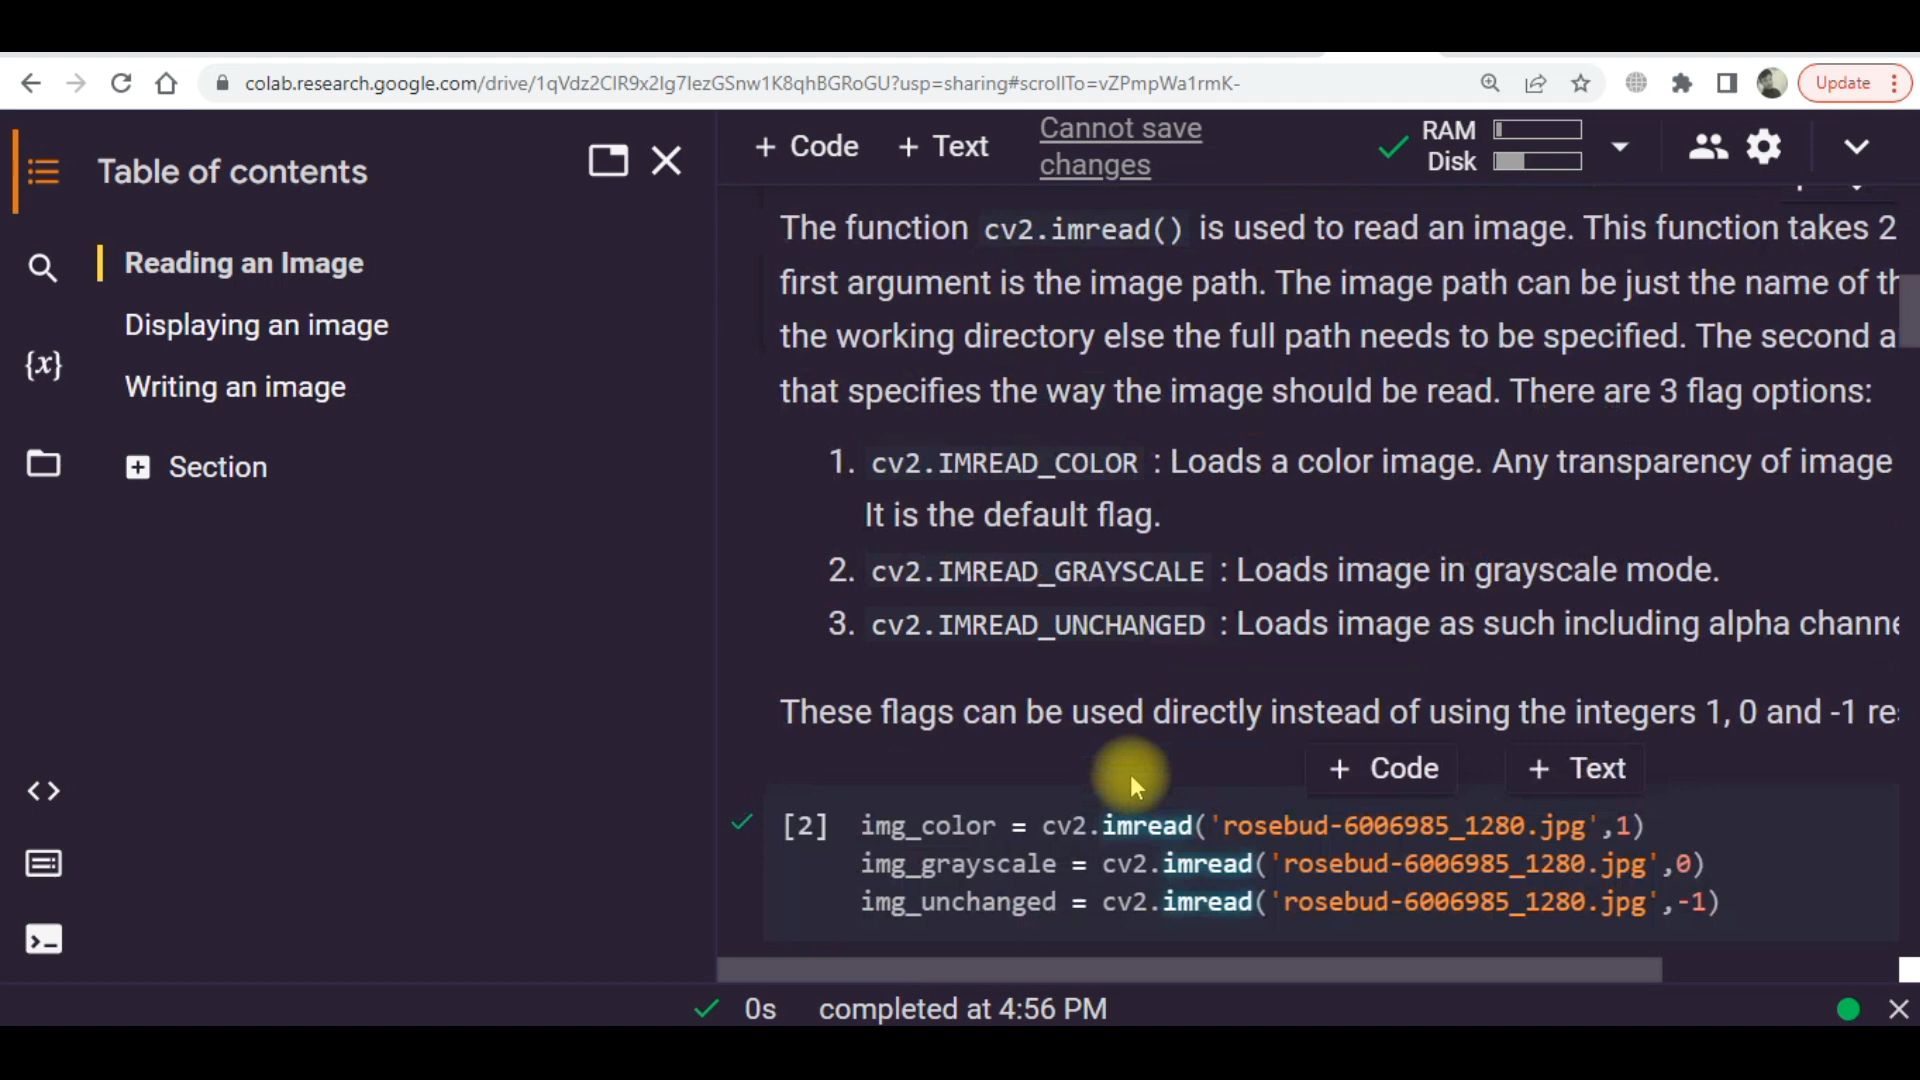 colab.research.google.com/drive/1qVdz2ClR9x2Ig7IezGSnw1K8qhBGRoGU?usp=sharing#scrollTo=vZPmpWa1rmK-
Update
Table of contents
Reading an Image
Displaying an image
Writing an image
Section
+ Code + Text
Cannot save
changes
RAM
Disk
The function cv2.imread() is used to read an image. This function takes 2
first argument is the image path. The image path can be just the name of
the working directory else the full path needs to be specified. The second
that specifies the way the image should be read. There are 3 flag options:
1. cv2.IMREAD_COLOR : Loads a color image. Any transparency of image
It is the default flag.
2. cv2.IMREAD_GRAYSCALE : Loads image in grayscale mode.
3. cv2.IMREAD_UNCHANGED : Loads image as such including alpha
These flags can be used directly instead of using the integers 1, 0 and -1
+ Code + Text
[2] img_color = cv2.imread('rosebud-6006985_1280.jpg',1)
img_grayscale = cv2.imread('rosebud-6006985_1280.jpg',0)
img_unchanged = cv2.imread('rosebud-6006985_1280.jpg',-1)
0s completed at 4:56 PM
{x}